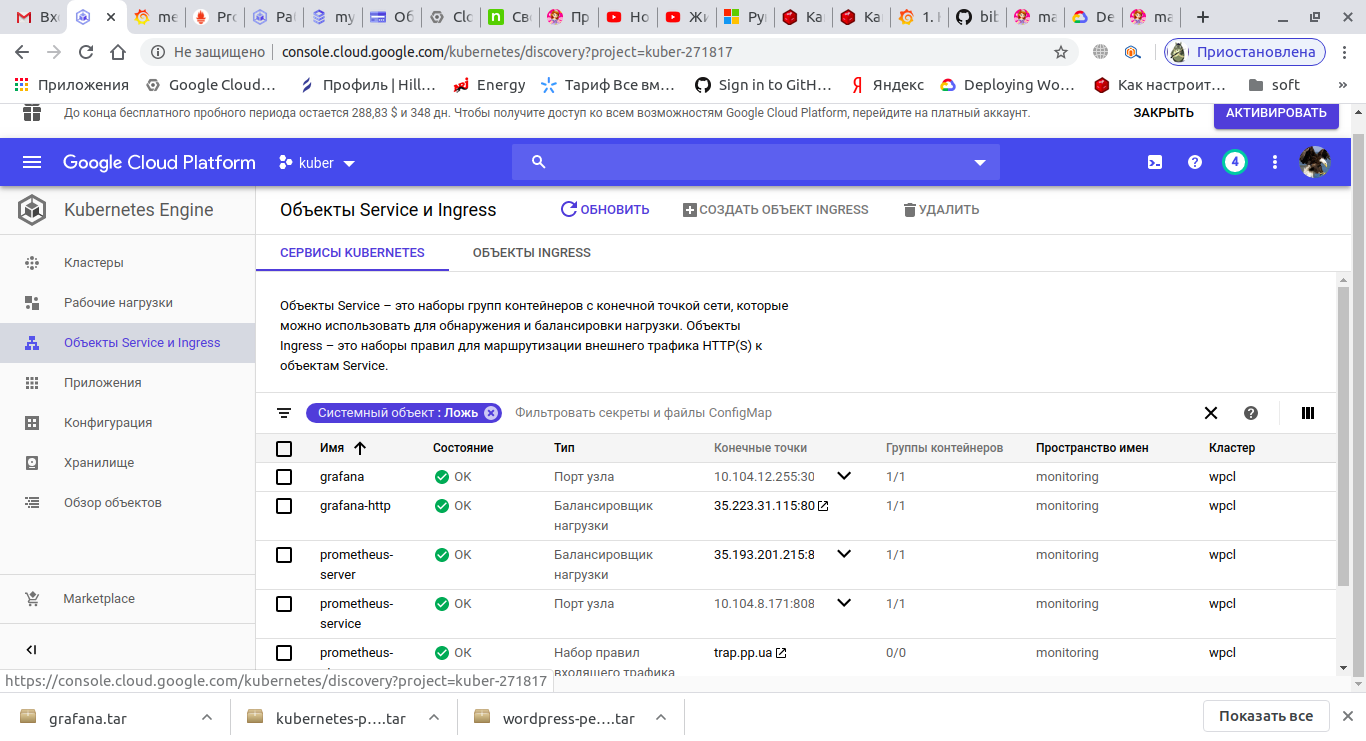 Вхо
me
Pro
Pai
my
Об
Clo
Све
Пр
Но
Жи
Ру
Ка
Ка
1. К
bib
ma
De
ma
Не защищено
console.cloud.google.com/kubernetes/discovery?project=kuber-271817
Приостановлена
Приложения
Google Cloud…
Профиль | Hill…
Energy
Тариф Все вм…
Sign in to GitH…
Яндекс
Deploying Wo…
Как настроит…
soft
»
До конца бесплатного пробного периода остается 288,83 $ и 348 дн. Чтобы получите доступ ко всем возможностям Google Cloud Platform, перейдите на платный аккаунт.
ЗАКРЫТЬ
АКТИВИРОВАТЬ
Google Cloud Platform
kuber
4
Kubernetes Engine
Объекты Service и Ingress
ОБНОВИТЬ
СОЗДАТЬ ОБЪЕКТ INGRESS
УДАЛИТЬ
Кластеры
Рабочие нагрузки
Объекты Service и Ingress
Приложения
Конфигурация
Хранилище
Обзор объектов
Marketplace
СЕРВИСЫ KUBERNETES
ОБЪЕКТЫ INGRESS
Объекты Service – это наборы групп контейнеров с конечной точкой сети, которые
можно использовать для обнаружения и балансировки нагрузки. Объекты
Ingress – это наборы правил для маршрутизации внешнего трафика HTTP(S) к
объектам Service.
Системный объект : Ложь
Фильтровать секреты и файлы ConfigMap
Имя Состояние Тип Конечные точки Группы контейнеров Пространство имен Кластер
grafana OK Порт узла 10.104.12.255:30 1/1 monitoring wpcl
grafana-http OK Балансировщик 35.223.31.115:80 1/1 monitoring wpcl
нагрузки
prometheus- OK Балансировщик 35.193.201.215:8 1/1 monitoring wpcl
server нагрузки
prometheus- OK Порт узла 10.104.8.171:808 1/1 monitoring wpcl
service
prometheus- OK Набор правил trap.pp.ua 0/0 monitoring wpcl
входящего трафика
https://console.cloud.google.com/kubernetes/discovery?project=kuber-271817
grafana.tar
kubernetes-p….tar
wordpress-pe….tar
Показать все